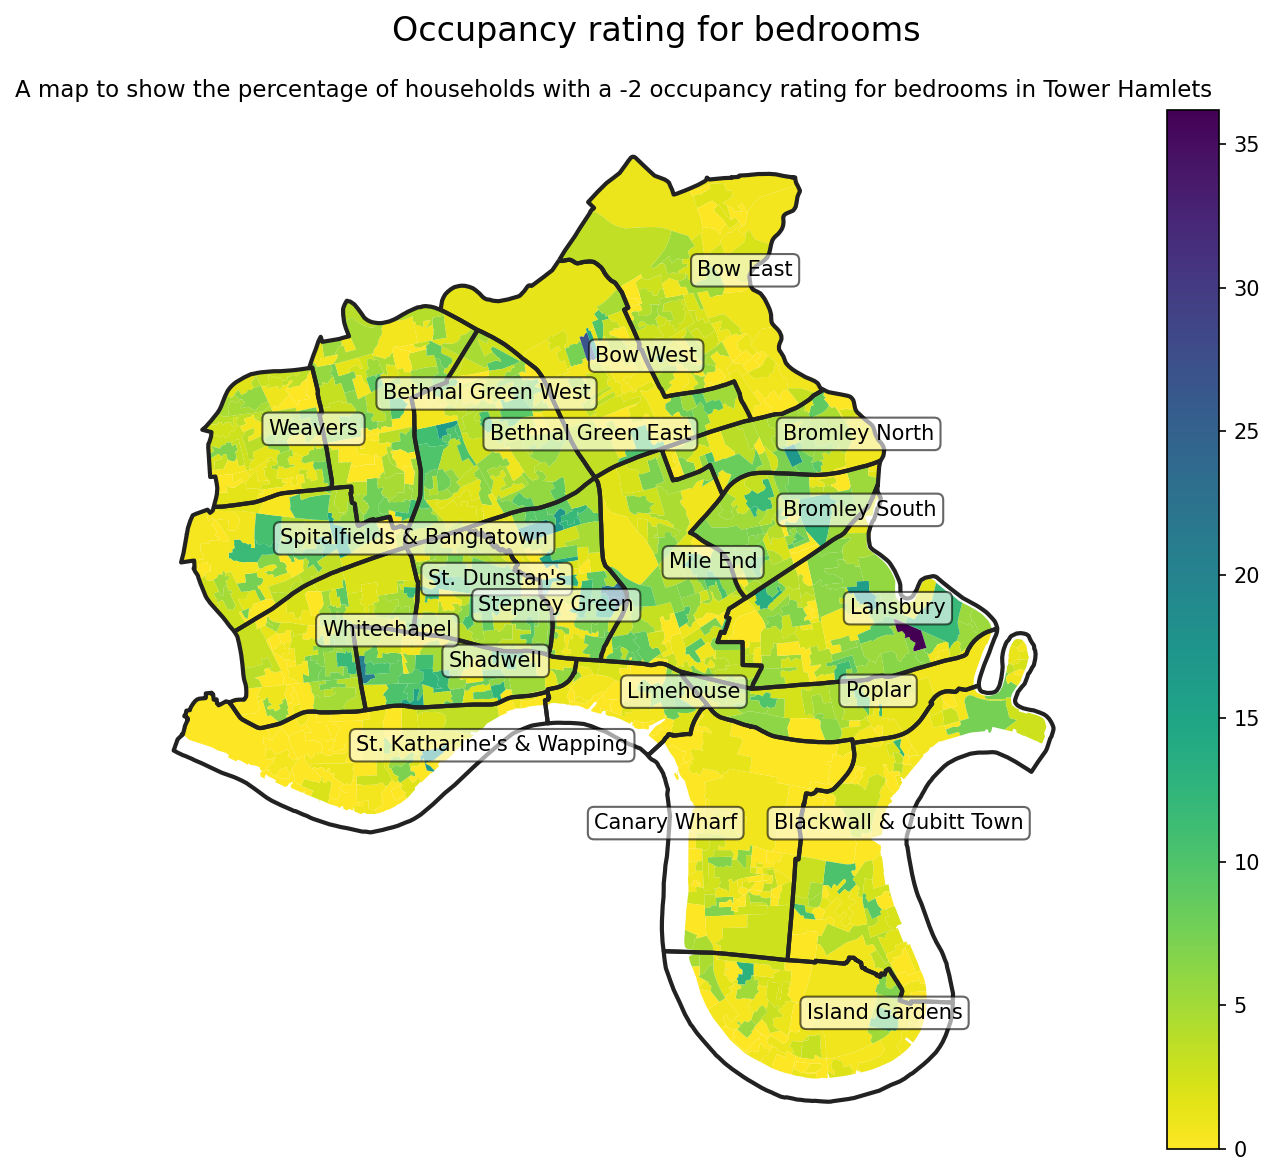 Occupancy rating for bedrooms
A map to show the percentage of households with a -2 occupancy rating for bedrooms in Tower Hamlets
35
30
25
20
15
10
5
0
Bow East
Bow West
Bethnal Green West
Weavers
Bethnal Green East
Bromley North
Bromley South
Spitalfields & Banglatown
Mile End
St. Dunstan's
Stepney Green
Lansbury
Whitechapel
Shadwell
Limehouse
Poplar
St. Katharine's & Wapping
Canary Wharf
Blackwall & Cubitt Town
Island Gardens